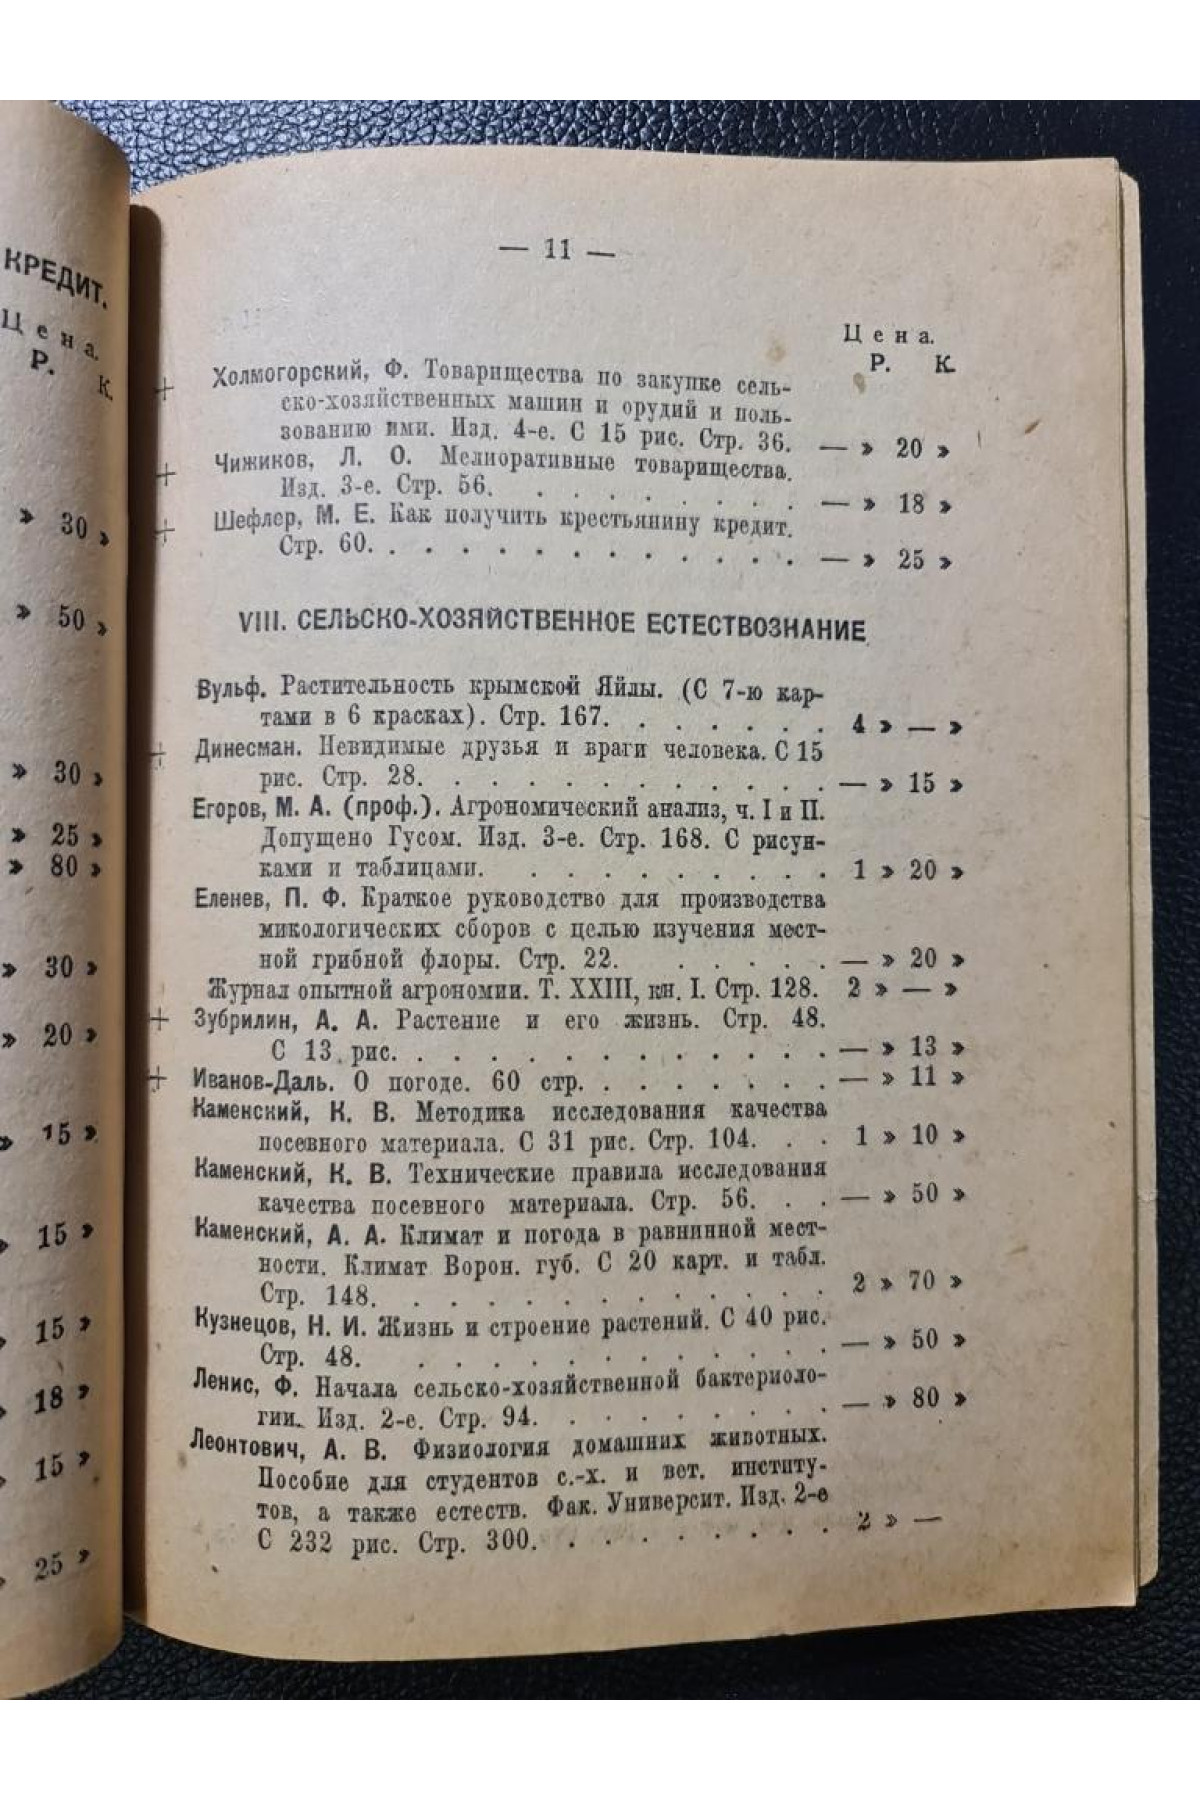 КРЕДИТ.
Цена.
Р. К.
» 30 »
» 50 »
» 30 »
» 25 »
» 80 »
» 30 »
» 20 »
» 15 »
» 15 »
» 15 »
» 18 »
» 15 »
» 25 »
— 11 —
Цена.
Р. К.
+ Холмогорский, Ф. Товарищества по закупке сель-
ско-хозяйственных машин и орудий и поль-
зованию ими. Изд. 4-е. С 15 рис. Стр. 36. — » 20 »
+ Чижиков, Л. О. Мелиоративные товарищества.
Изд. 3-е. Стр. 56. . . . . . . . . — » 18 »
+ Шефлер, М. Е. Как получить крестьянину кредит.
Стр. 60. . . . . . . . . . . . . — » 25 »
VIII. СЕЛЬСКО-ХОЗЯЙСТВЕННОЕ ЕСТЕСТВОЗНАНИЕ
Вульф. Растительность крымской Яйлы. (С 7-ю кар-
тами в 6 красках). Стр. 167. . . . . . . 4 » — »
+ Динесман. Невидимые друзья и враги человека. С 15
рис. Стр. 28. . . . . . . . . . . . — » 15 »
Егоров, М. А. (проф.). Агрономический анализ, ч. I и II.
Допущено Гусом. Изд. 3-е. Стр. 168. С рисун-
ками и таблицами. . . . . . . . . . 1 » 20 »
Еленев, П. Ф. Краткое руководство для производства
микологических сборов с целью изучения мест-
ной грибной флоры. Стр. 22. . . . . . — » 20 »
Журнал опытной агрономии. Т. XXIII, кн. I. Стр. 128. 2 » — »
+ Зубрилин, А. А. Растение и его жизнь. Стр. 48.
С 13 рис. . . . . . . . . . . . . — » 13 »
+ Иванов-Даль. О погоде. 60 стр. . . . . . . . — » 11 »
Каменский, К. В. Методика исследования качества
посевного материала. С 31 рис. Стр. 104. . . 1 » 10 »
Каменский, К. В. Технические правила исследования
качества посевного материала. Стр. 56. . . — » 50 »
Каменский, А. А. Климат и погода в равнинной мест-
ности. Климат Ворон. губ. С 20 карт. и табл.
Стр. 148. . . . . . . . . . . . . 2 » 70 »
Кузнецов, Н. И. Жизнь и строение растений. С 40 рис.
Стр. 48. . . . . . . . . . . . — » 50 »
Ленис, Ф. Начала сельско-хозяйственной бактериоло-
гии. Изд. 2-е. Стр. 94. . . . . . . . . — » 80 »
Леонтович, А. В. Физиология домашних животных.
Пособие для студентов с.-х. и вет. институ-
тов, а также естеств. Фак. Университ. Изд. 2-е
С 232 рис. Стр. 300. . . . . . . . . 2 » —